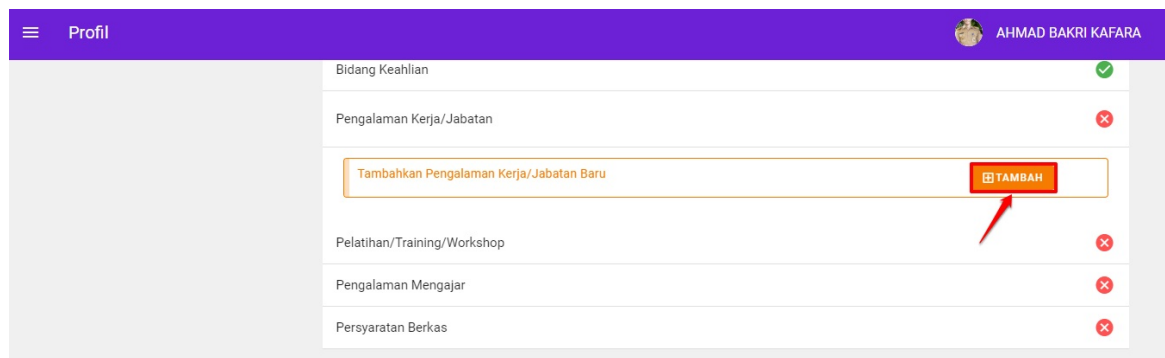 Profil
AHMAD BAKRI KAFARA
Bidang Keahlian
Pengalaman Kerja/Jabatan
Tambahkan Pengalaman Kerja/Jabatan Baru
TAMBAH
Pelatihan/Training/Workshop
Pengalaman Mengajar
Persyaratan Berkas